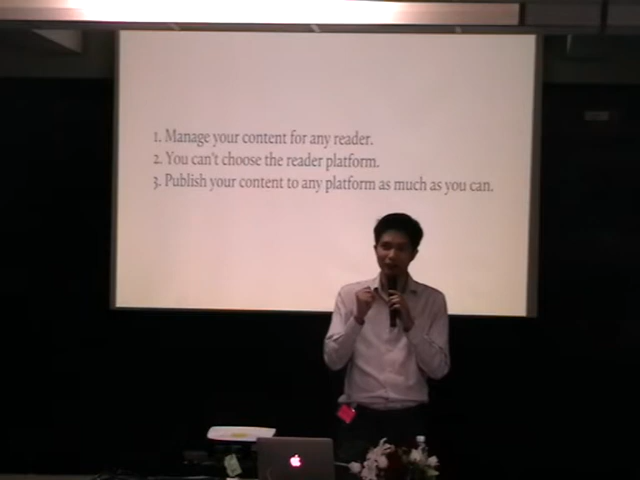 1. Manage your content for any reader.
2. You can't choose the reader platform.
3. Publish your content to any platform as much as you can.